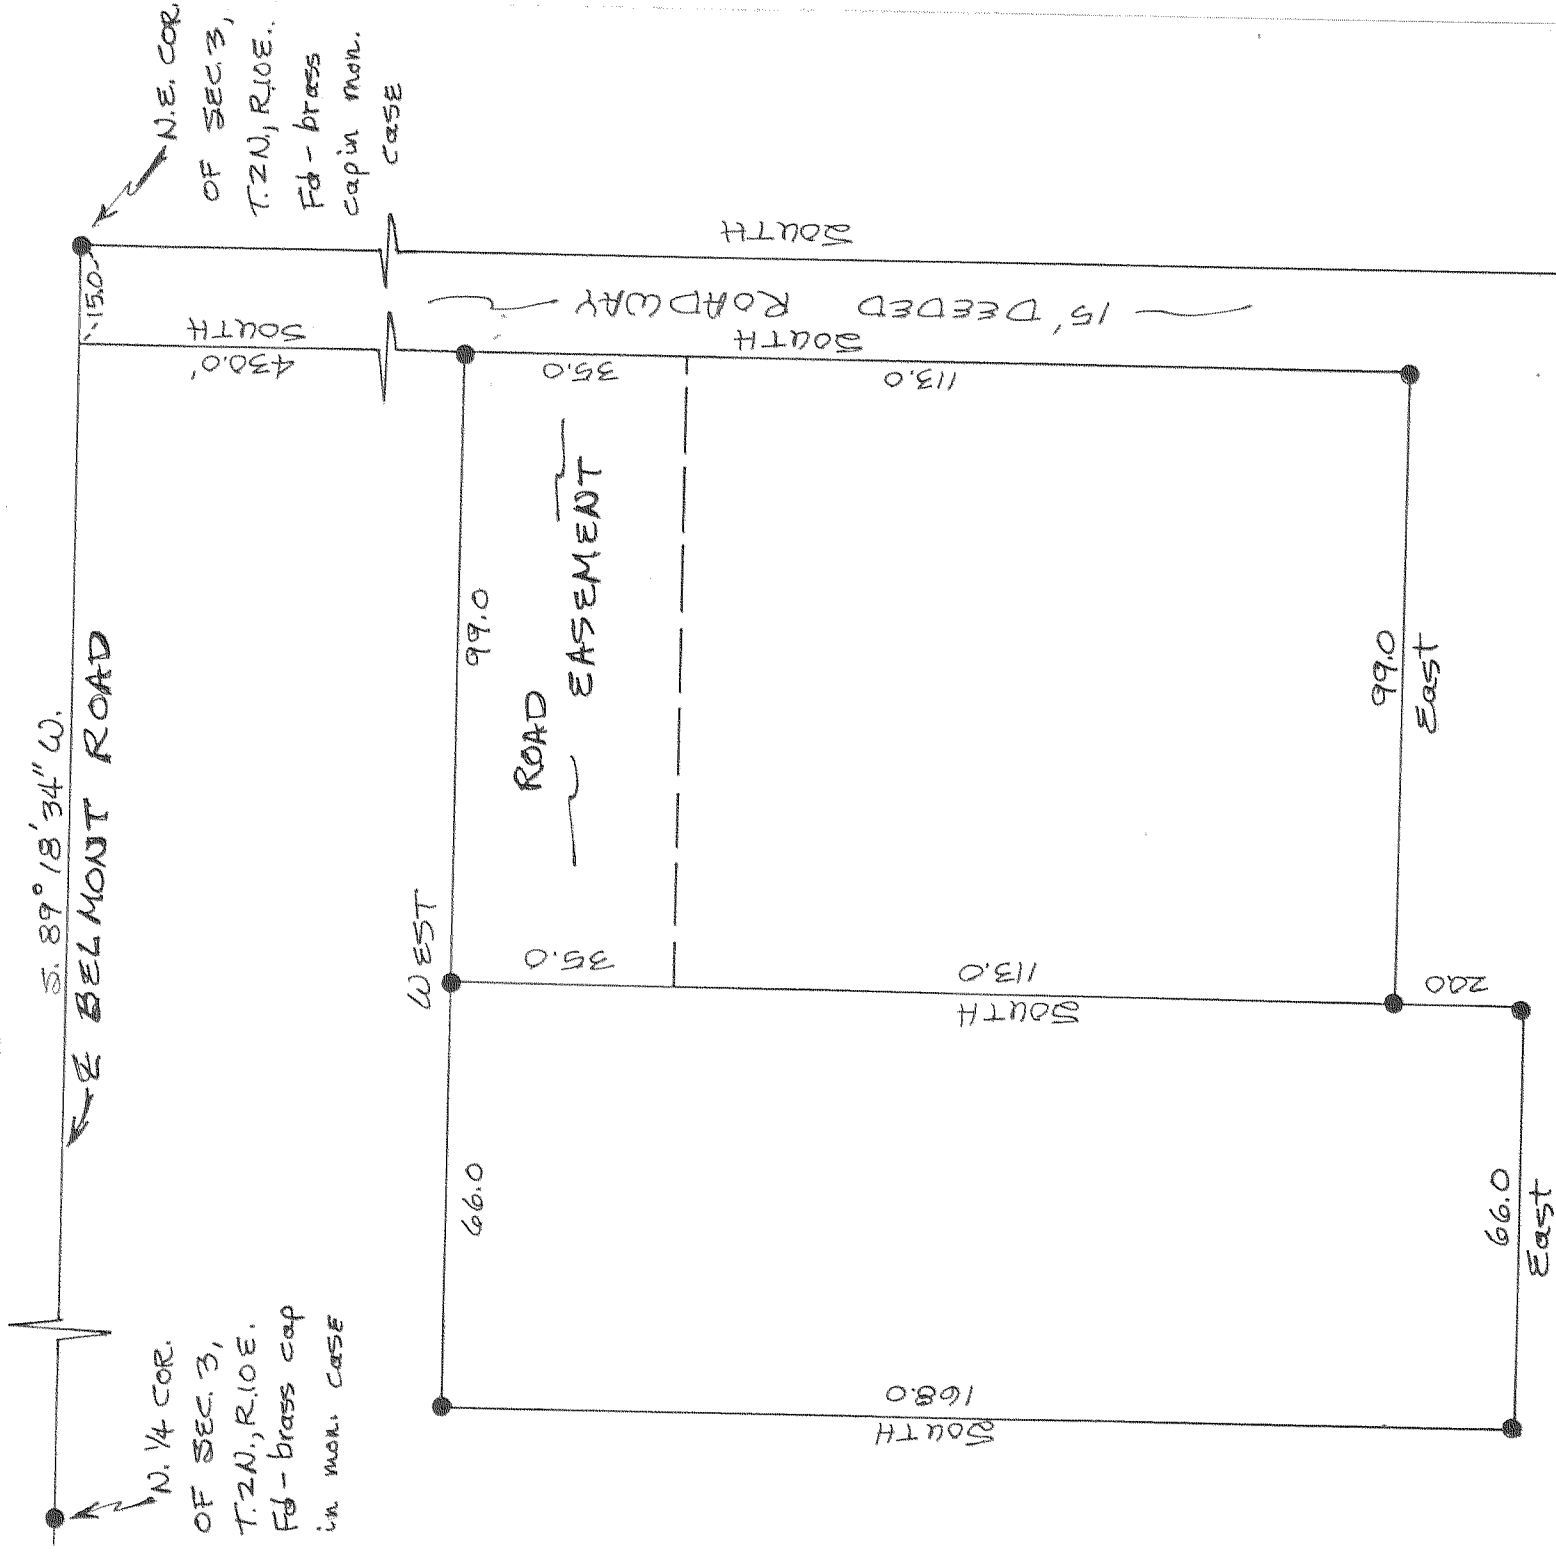 S. 89° 18' 34" W.
℄ BELMONT ROAD
N.E. COR.
OF SEC. 3,
T.2N., R.10E.
Fd - brass
cap in mon.
case
15.0
430.0'
SOUTH
SOUTH
15' DEEDED ROADWAY
SOUTH
N. 1/4 COR.
OF SEC. 3,
T.2N., R.10E.
Fd - brass cap
in mon. case
WEST
66.0
99.0
35.0
35.0
ROAD
EASEMENT
113.0
113.0
SOUTH
99.0
East
20.0
168.0
SOUTH
66.0
East